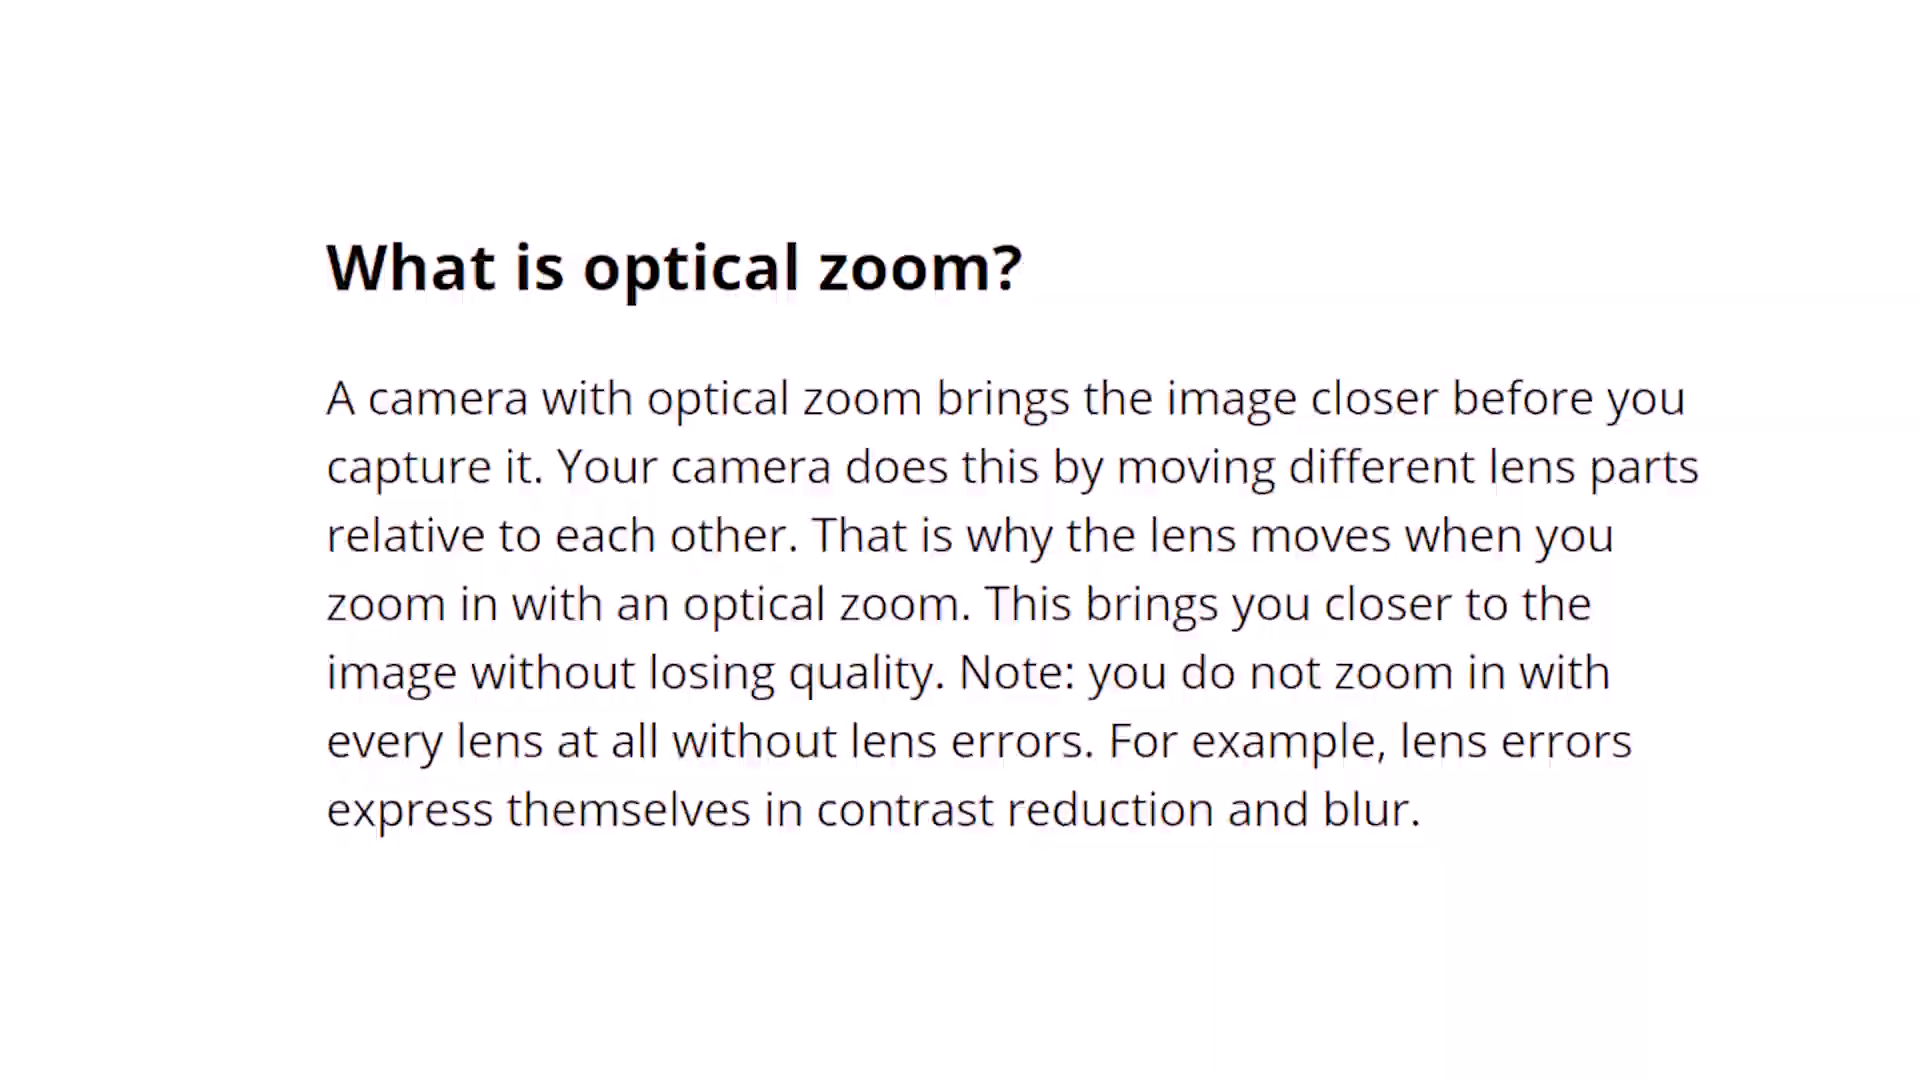 What is optical zoom?
A camera with optical zoom brings the image closer before you
capture it. Your camera does this by moving different lens parts
relative to each other. That is why the lens moves when you
zoom in with an optical zoom. This brings you closer to the
image without losing quality. Note: you do not zoom in with
every lens at all without lens errors. For example, lens errors
express themselves in contrast reduction and blur.